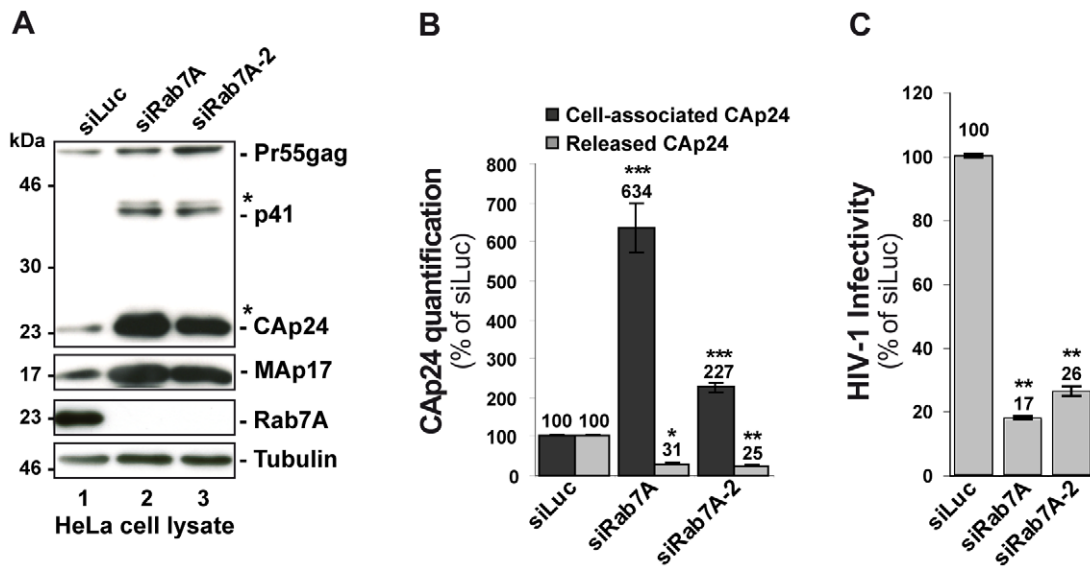 A
siLuc
siRab7A
siRab7A-2
kDa
- Pr55gag
46 -
*
- p41
30 -
*
23 -
- CAp24
17 -
- MAp17
23 -
- Rab7A
46 -
- Tubulin
1 2 3
HeLa cell lysate
B
Cell-associated CAp24
Released CAp24
CAp24 quantification
(% of siLuc)
800
700
600
500
400
300
200
100
0
100
100
***
634
*
31
***
227
**
25
siLuc
siRab7A
siRab7A-2
C
HIV-1 Infectivity
(% of siLuc)
120
100
80
60
40
20
0
100
**
17
**
26
siLuc
siRab7A
siRab7A-2